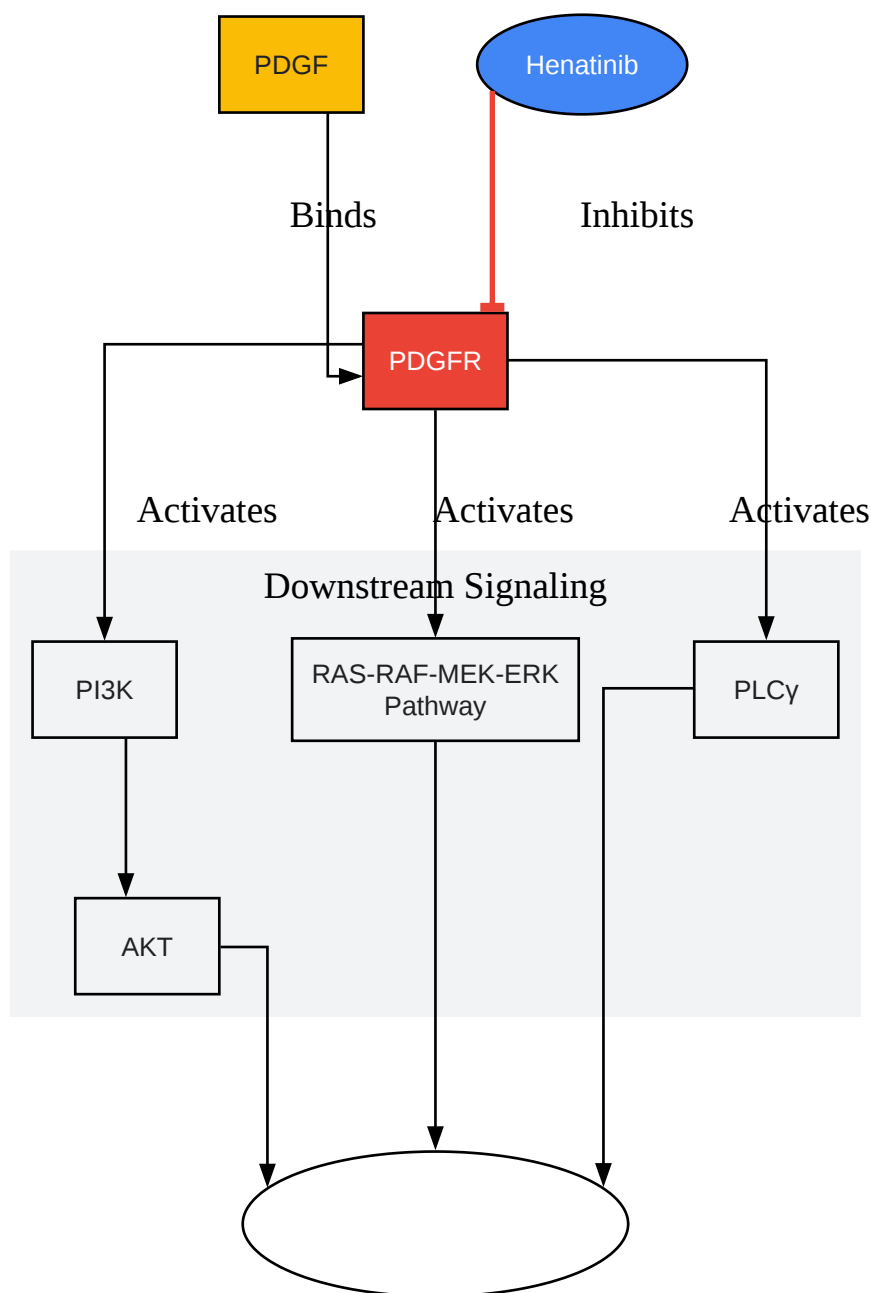 PDGF
Henatinib
Binds
Inhibits
PDGFR
Activates
Activates
Activates
Downstream Signaling
PI3K
RAS-RAF-MEK-ERK
Pathway
PLCγ
AKT